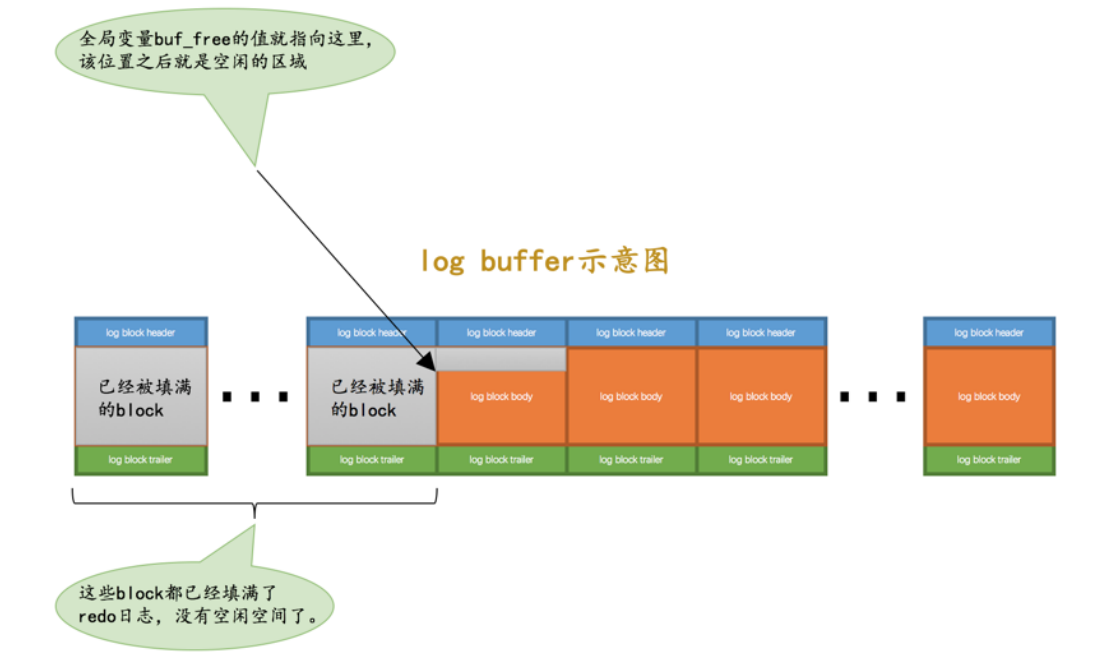 全局变量buf_free的值就指向这里，
该位置之后就是空闲的区域
log buffer示意图
log block header
log block header
log block header
log block header
log block header
log block header
已经被填满
的block
已经被填满
的block
log block body
log block body
log block body
log block body
log block trailer
log block trailer
log block trailer
log block trailer
log block trailer
log block trailer
这些block都已经填满了
redo日志，没有空闲空间了。